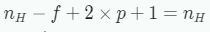 n_H − f + 2 × p + 1 = n_H